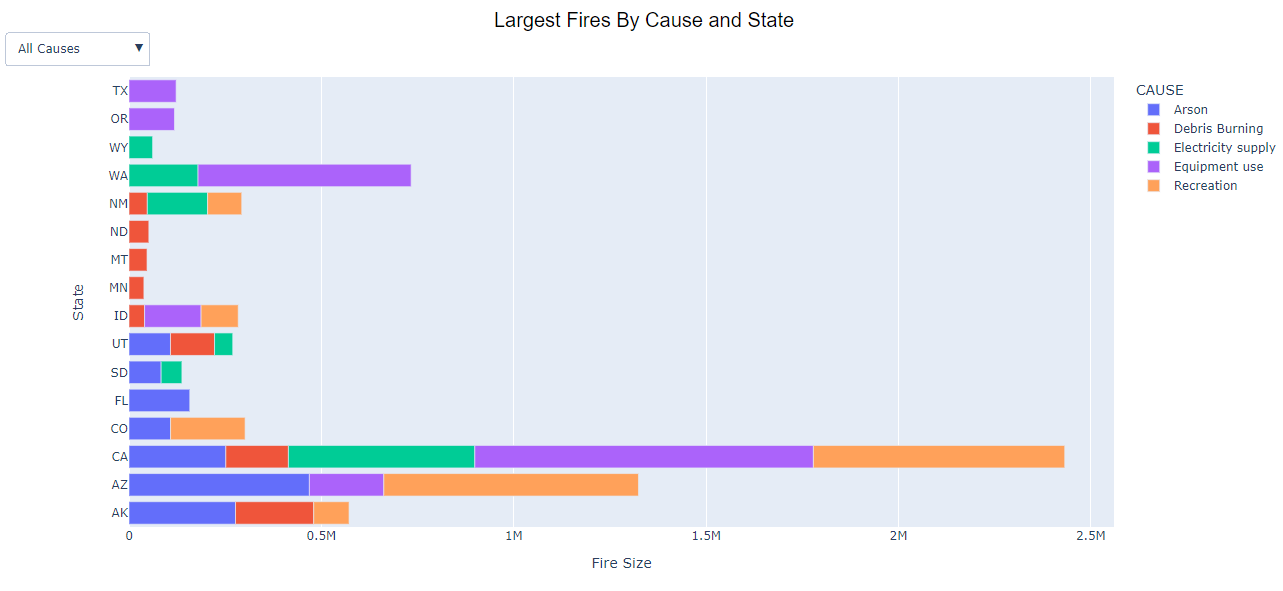 Largest Fires By Cause and State
All Causes ▼
CAUSE
Arson
Debris Burning
Electricity supply
Equipment use
Recreation
State
TX
OR
WY
WA
NM
ND
MT
MN
ID
UT
SD
FL
CO
CA
AZ
AK
0 0.5M 1M 1.5M 2M 2.5M
Fire Size